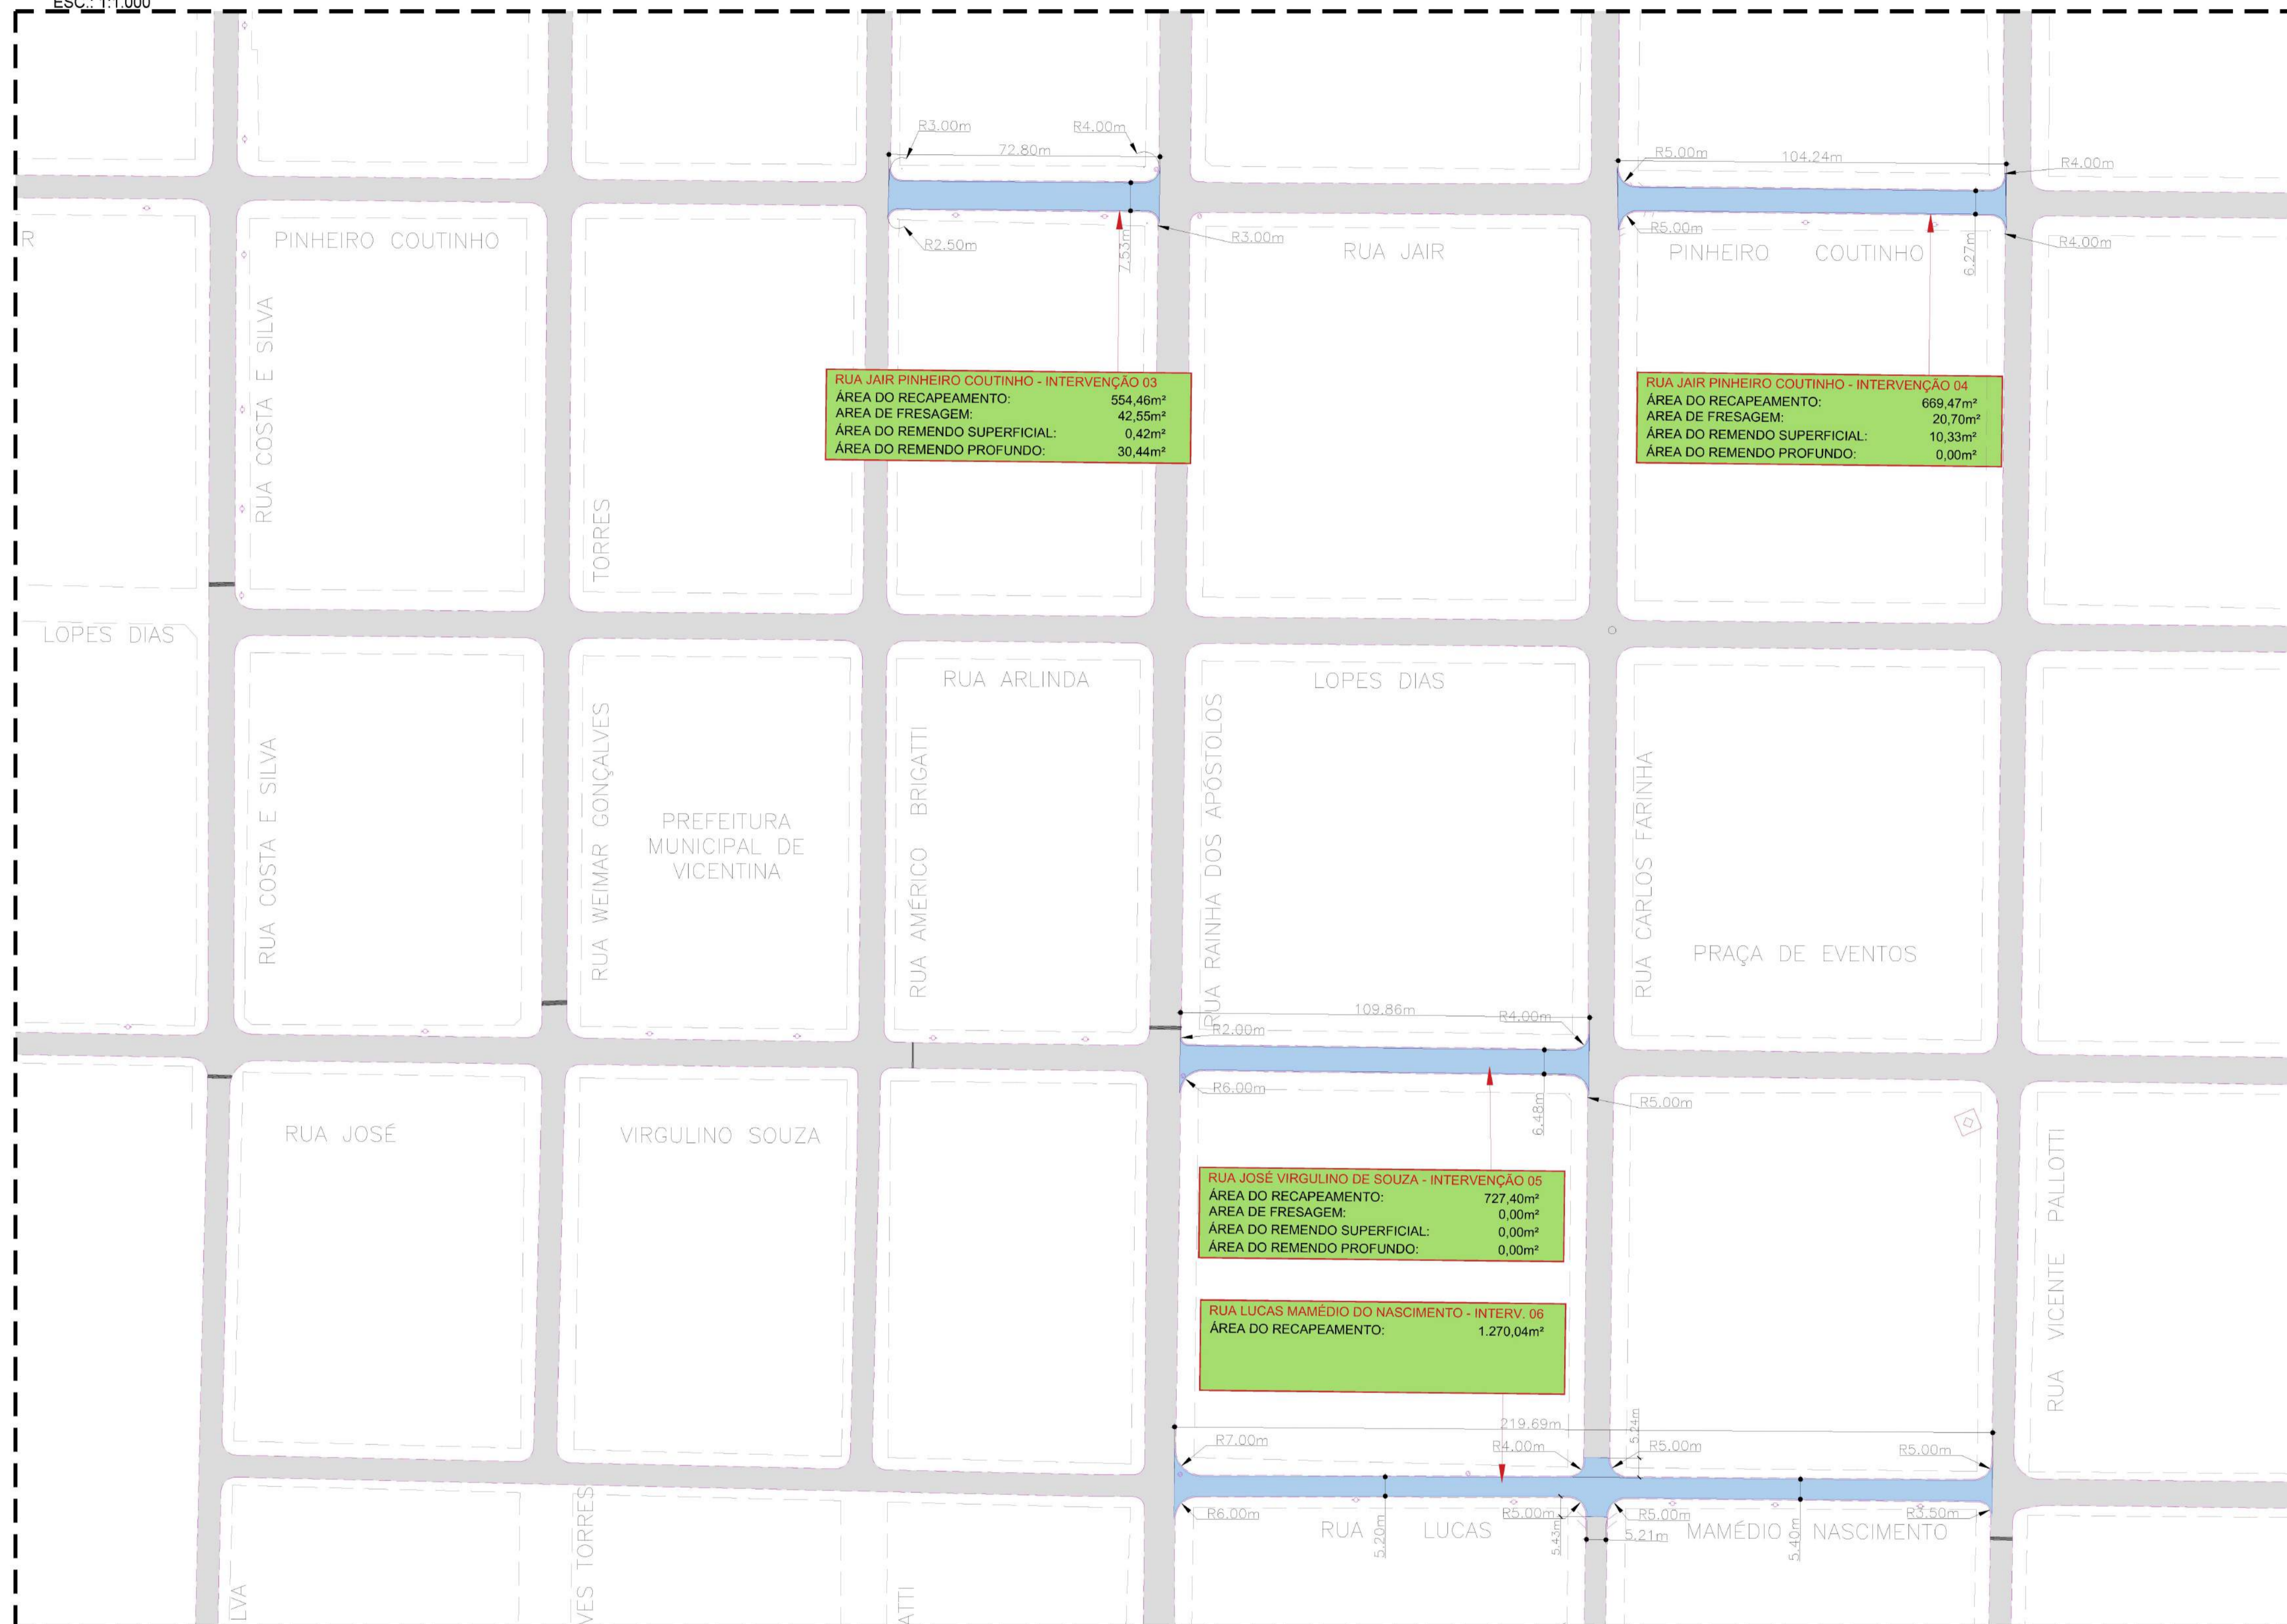 ESC.: 1:1.000
R3.00m
R4.00m
72.80m
R5.00m
104.24m
R4.00m
R
PINHEIRO COUTINHO
R2.50m
7.53m
R3.00m
RUA JAIR
R5.00m
PINHEIRO COUTINHO
6.27m
R4.00m
RUA COSTA E SILVA
RUA JAIR PINHEIRO COUTINHO - INTERVENÇÃO 03
ÁREA DO RECAPEAMENTO: 554,46m²
AREA DE FRESAGEM: 42,55m²
ÁREA DO REMENDO SUPERFICIAL: 0,42m²
ÁREA DO REMENDO PROFUNDO: 30,44m²
RUA JAIR PINHEIRO COUTINHO - INTERVENÇÃO 04
ÁREA DO RECAPEAMENTO: 669,47m²
AREA DE FRESAGEM: 20,70m²
ÁREA DO REMENDO SUPERFICIAL: 10,33m²
ÁREA DO REMENDO PROFUNDO: 0,00m²
TORRES
LOPES DIAS
RUA ARLINDA
LOPES DIAS
RUA COSTA E SILVA
RUA WEIMAR GONÇALVES
PREFEITURA
MUNICIPAL DE
VICENTINA
RUA AMÉRICO BRIGATTI
RUA RAINHA DOS APÓSTOLOS
RUA CARLOS FARINHA
PRAÇA DE EVENTOS
109.86m
R2.00m
R4.00m
R6.00m
6.48m
R5.00m
RUA JOSÉ
VIRGULINO SOUZA
RUA VICENTE PALLOTTI
RUA JOSÉ VIRGULINO DE SOUZA - INTERVENÇÃO 05
ÁREA DO RECAPEAMENTO: 727,40m²
AREA DE FRESAGEM: 0,00m²
ÁREA DO REMENDO SUPERFICIAL: 0,00m²
ÁREA DO REMENDO PROFUNDO: 0,00m²
RUA LUCAS MAMÉDIO DO NASCIMENTO - INTERV. 06
ÁREA DO RECAPEAMENTO: 1.270,04m²
219.69m
5.24m
R7.00m
R4.00m
R5.00m
R5.00m
R6.00m
5.20m
R5.00m
5.43m
R5.00m
5.21m
5.40m
R3.50m
RUA LUCAS
MAMÉDIO NASCIMENTO
LVA
VES TORRES
ATTI